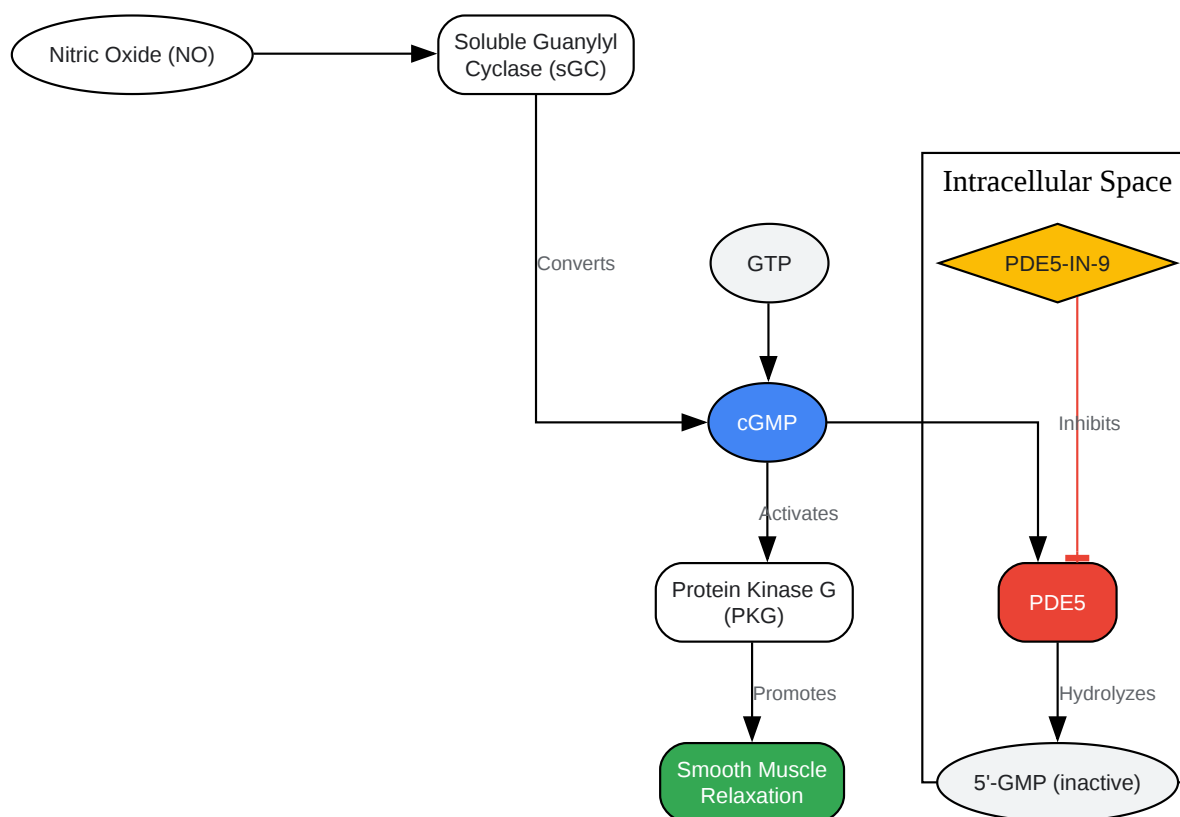 Nitric Oxide (NO)
Soluble Guanylyl
Cyclase (sGC)
Intracellular Space
Converts
GTP
PDE5-IN-9
cGMP
Inhibits
Activates
Protein Kinase G
(PKG)
PDE5
Promotes
Hydrolyzes
Smooth Muscle
Relaxation
5'-GMP (inactive)